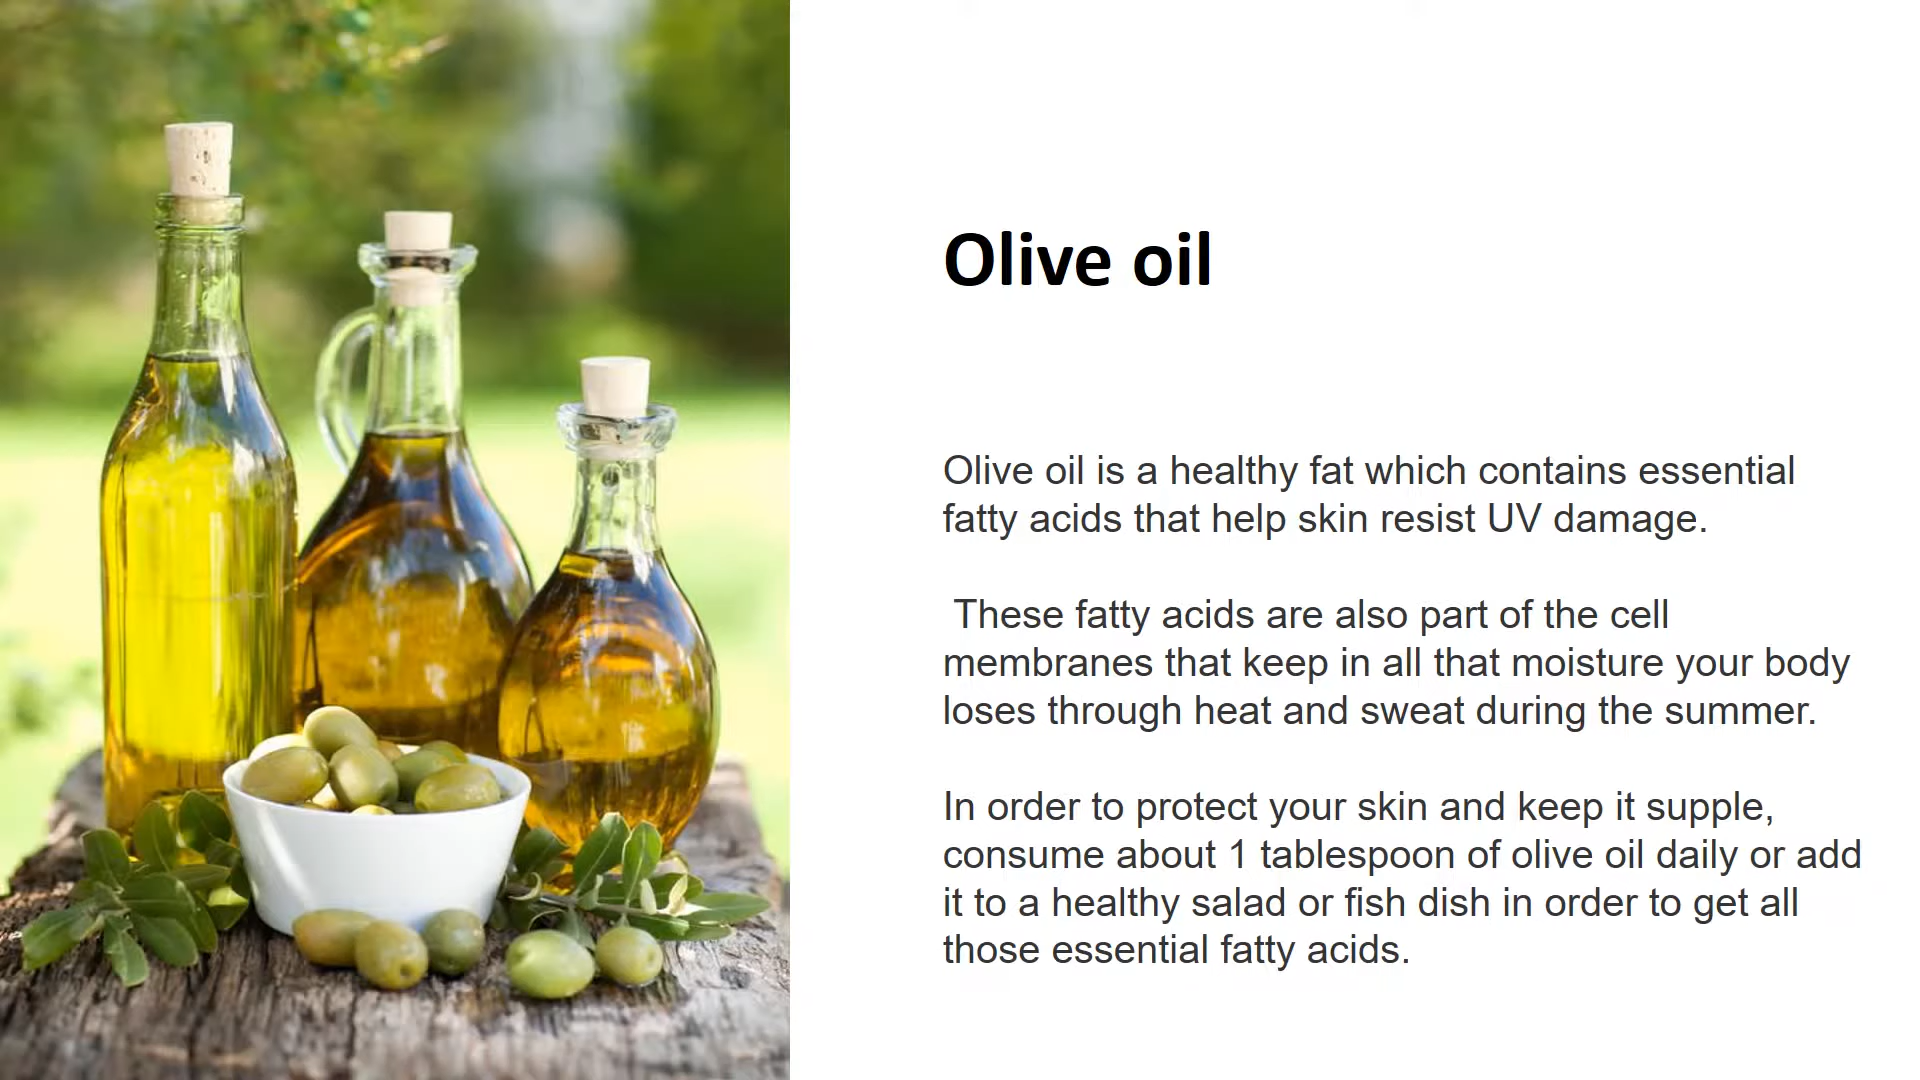 Olive oil
Olive oil is a healthy fat which contains essential
fatty acids that help skin resist UV damage.
These fatty acids are also part of the cell
membranes that keep in all that moisture your body
loses through heat and sweat during the summer.
In order to protect your skin and keep it supple,
consume about 1 tablespoon of olive oil daily or add
it to a healthy salad or fish dish in order to get all
those essential fatty acids.